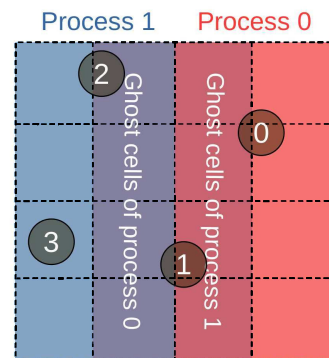 Process 1
Process 0
2
0
3
1
Ghost cells of process 0
Ghost cells of process 1